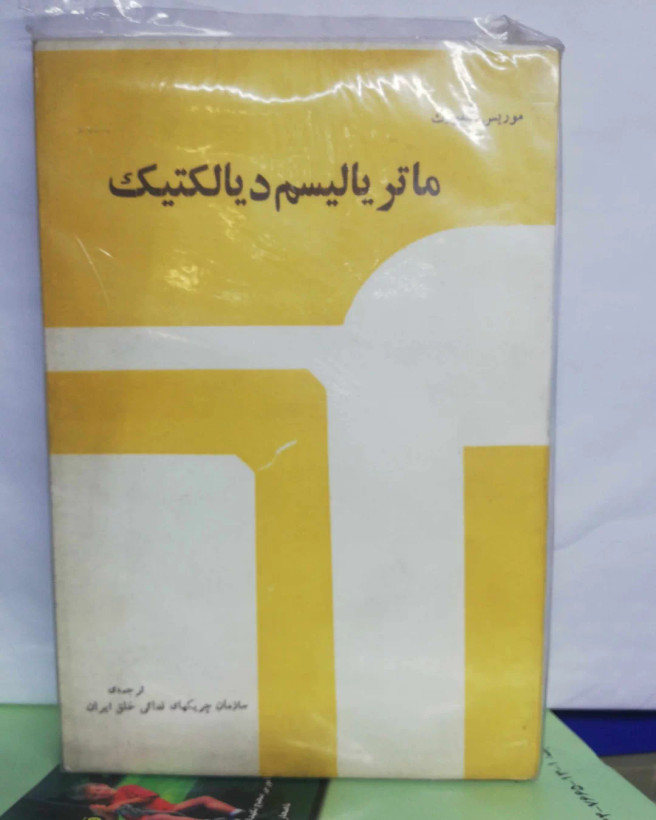 موریس
ماتریالیسم دیالکتیک
ترجمه‌ی
سازمان چریکهای فدائی خلق ایران